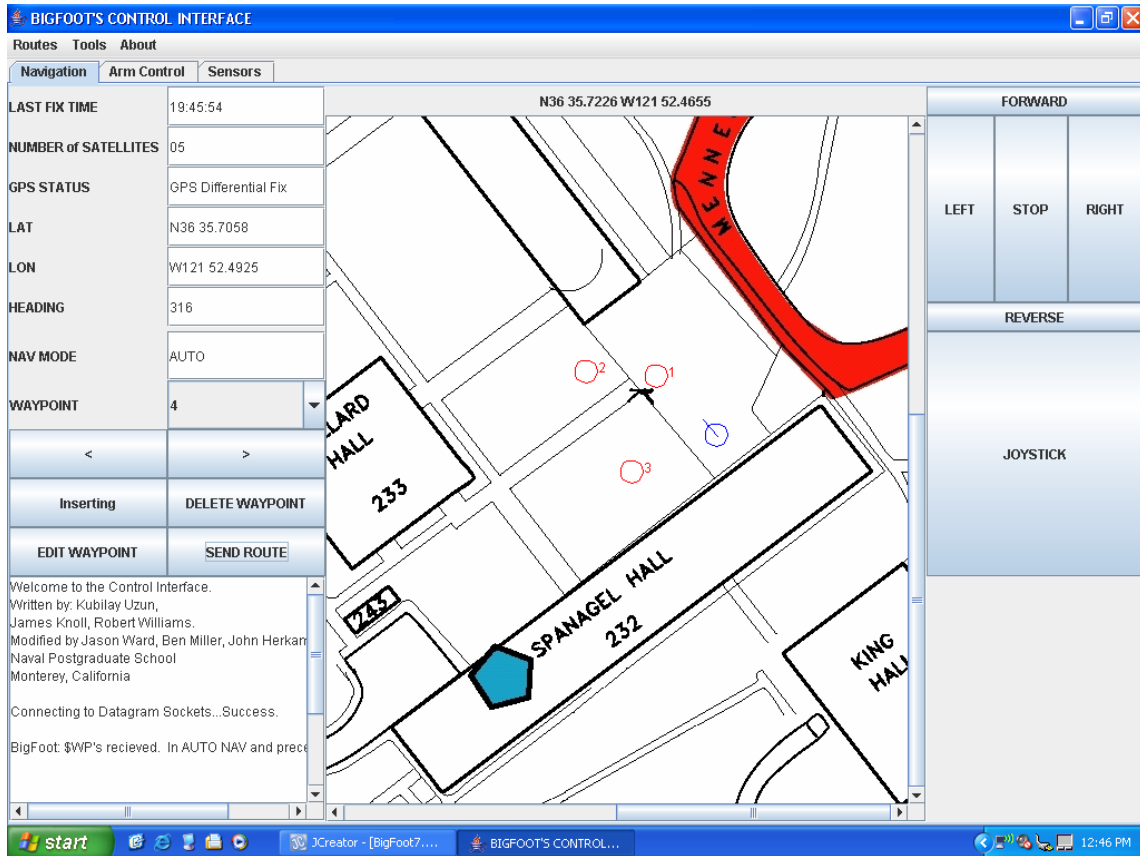 BIGFOOT'S CONTROL INTERFACE
Routes Tools About
Navigation Arm Control Sensors
LAST FIX TIME 19:45:54
NUMBER of SATELLITES 05
GPS STATUS GPS Differential Fix
LAT N36 35.7058
LON W121 52.4925
HEADING 316
NAV MODE AUTO
WAYPOINT 4
< >
Inserting DELETE WAYPOINT
EDIT WAYPOINT SEND ROUTE
Welcome to the Control Interface.
Written by: Kubilay Uzun,
James Knoll, Robert Williams.
Modified by Jason Ward, Ben Miller, John Herkam
Naval Postgraduate School
Monterey, California
Connecting to Datagram Sockets...Success.
BigFoot: $WP's recieved. In AUTO NAV and prece
N36 35.7226 W121 52.4655
MENNE
2
1
3
LARD
HALL
233
243
SPANAGEL HALL
232
KING
HALL
FORWARD
LEFT STOP RIGHT
REVERSE
JOYSTICK
start JCreator - [BigFoot7.... BIGFOOT'S CONTROL... 12:46 PM